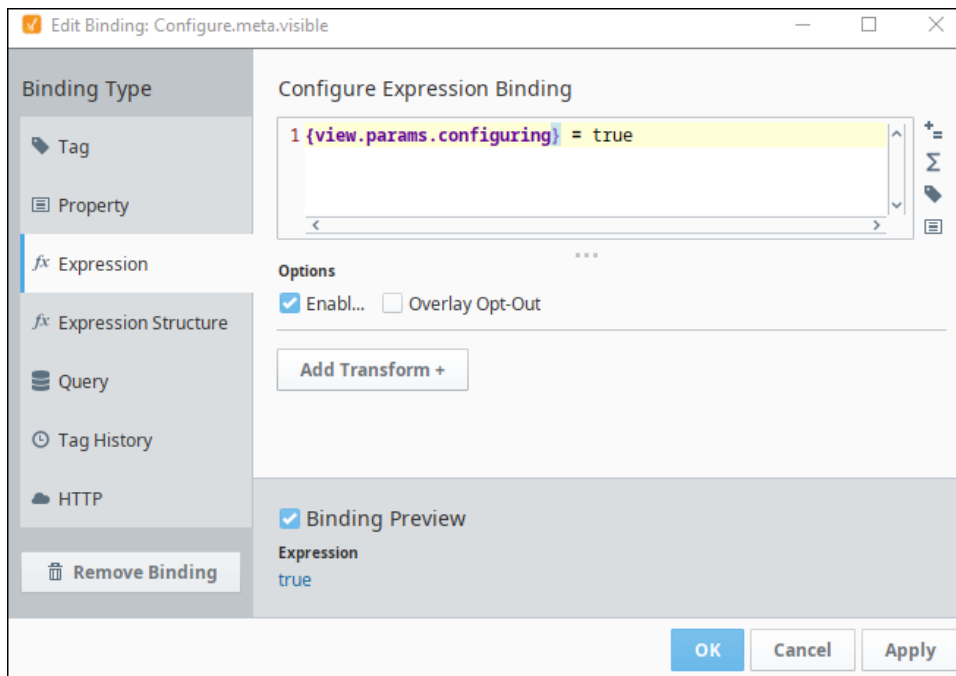 Edit Binding: Configure.meta.visible
Binding Type
Tag
Property
fx Expression
fx Expression Structure
Query
Tag History
HTTP
Remove Binding
Configure Expression Binding
1 {view.params.configuring} = true
Options
Enabl... Overlay Opt-Out
Add Transform +
Binding Preview
Expression
true
OK Cancel Apply